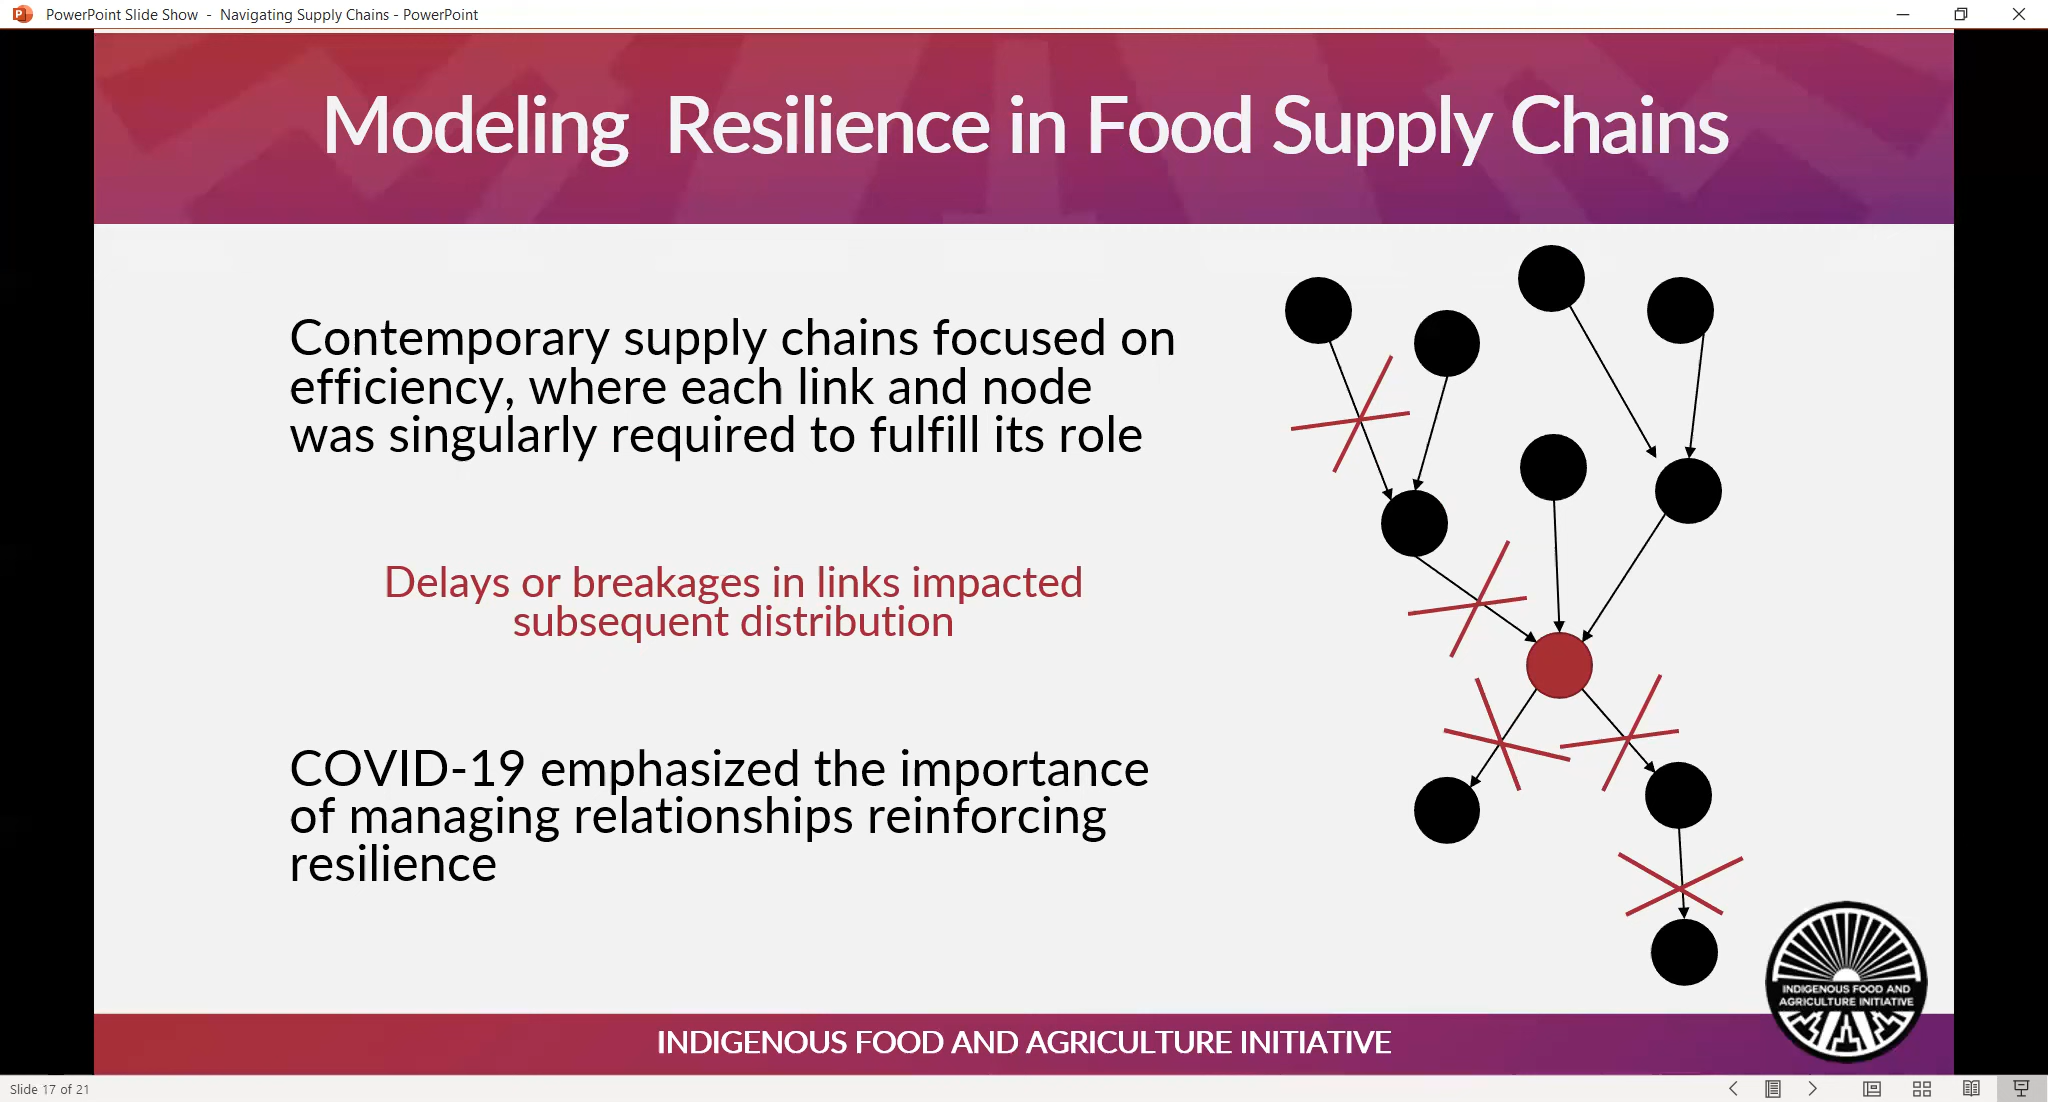 PowerPoint Slide Show - Navigating Supply Chains - PowerPoint
Modeling Resilience in Food Supply Chains
Contemporary supply chains focused on
efficiency, where each link and node
was singularly required to fulfill its role
Delays or breakages in links impacted
subsequent distribution
COVID-19 emphasized the importance
of managing relationships reinforcing
resilience
INDIGENOUS FOOD AND
AGRICULTURE INITIATIVE
INDIGENOUS FOOD AND AGRICULTURE INITIATIVE
Slide 17 of 21